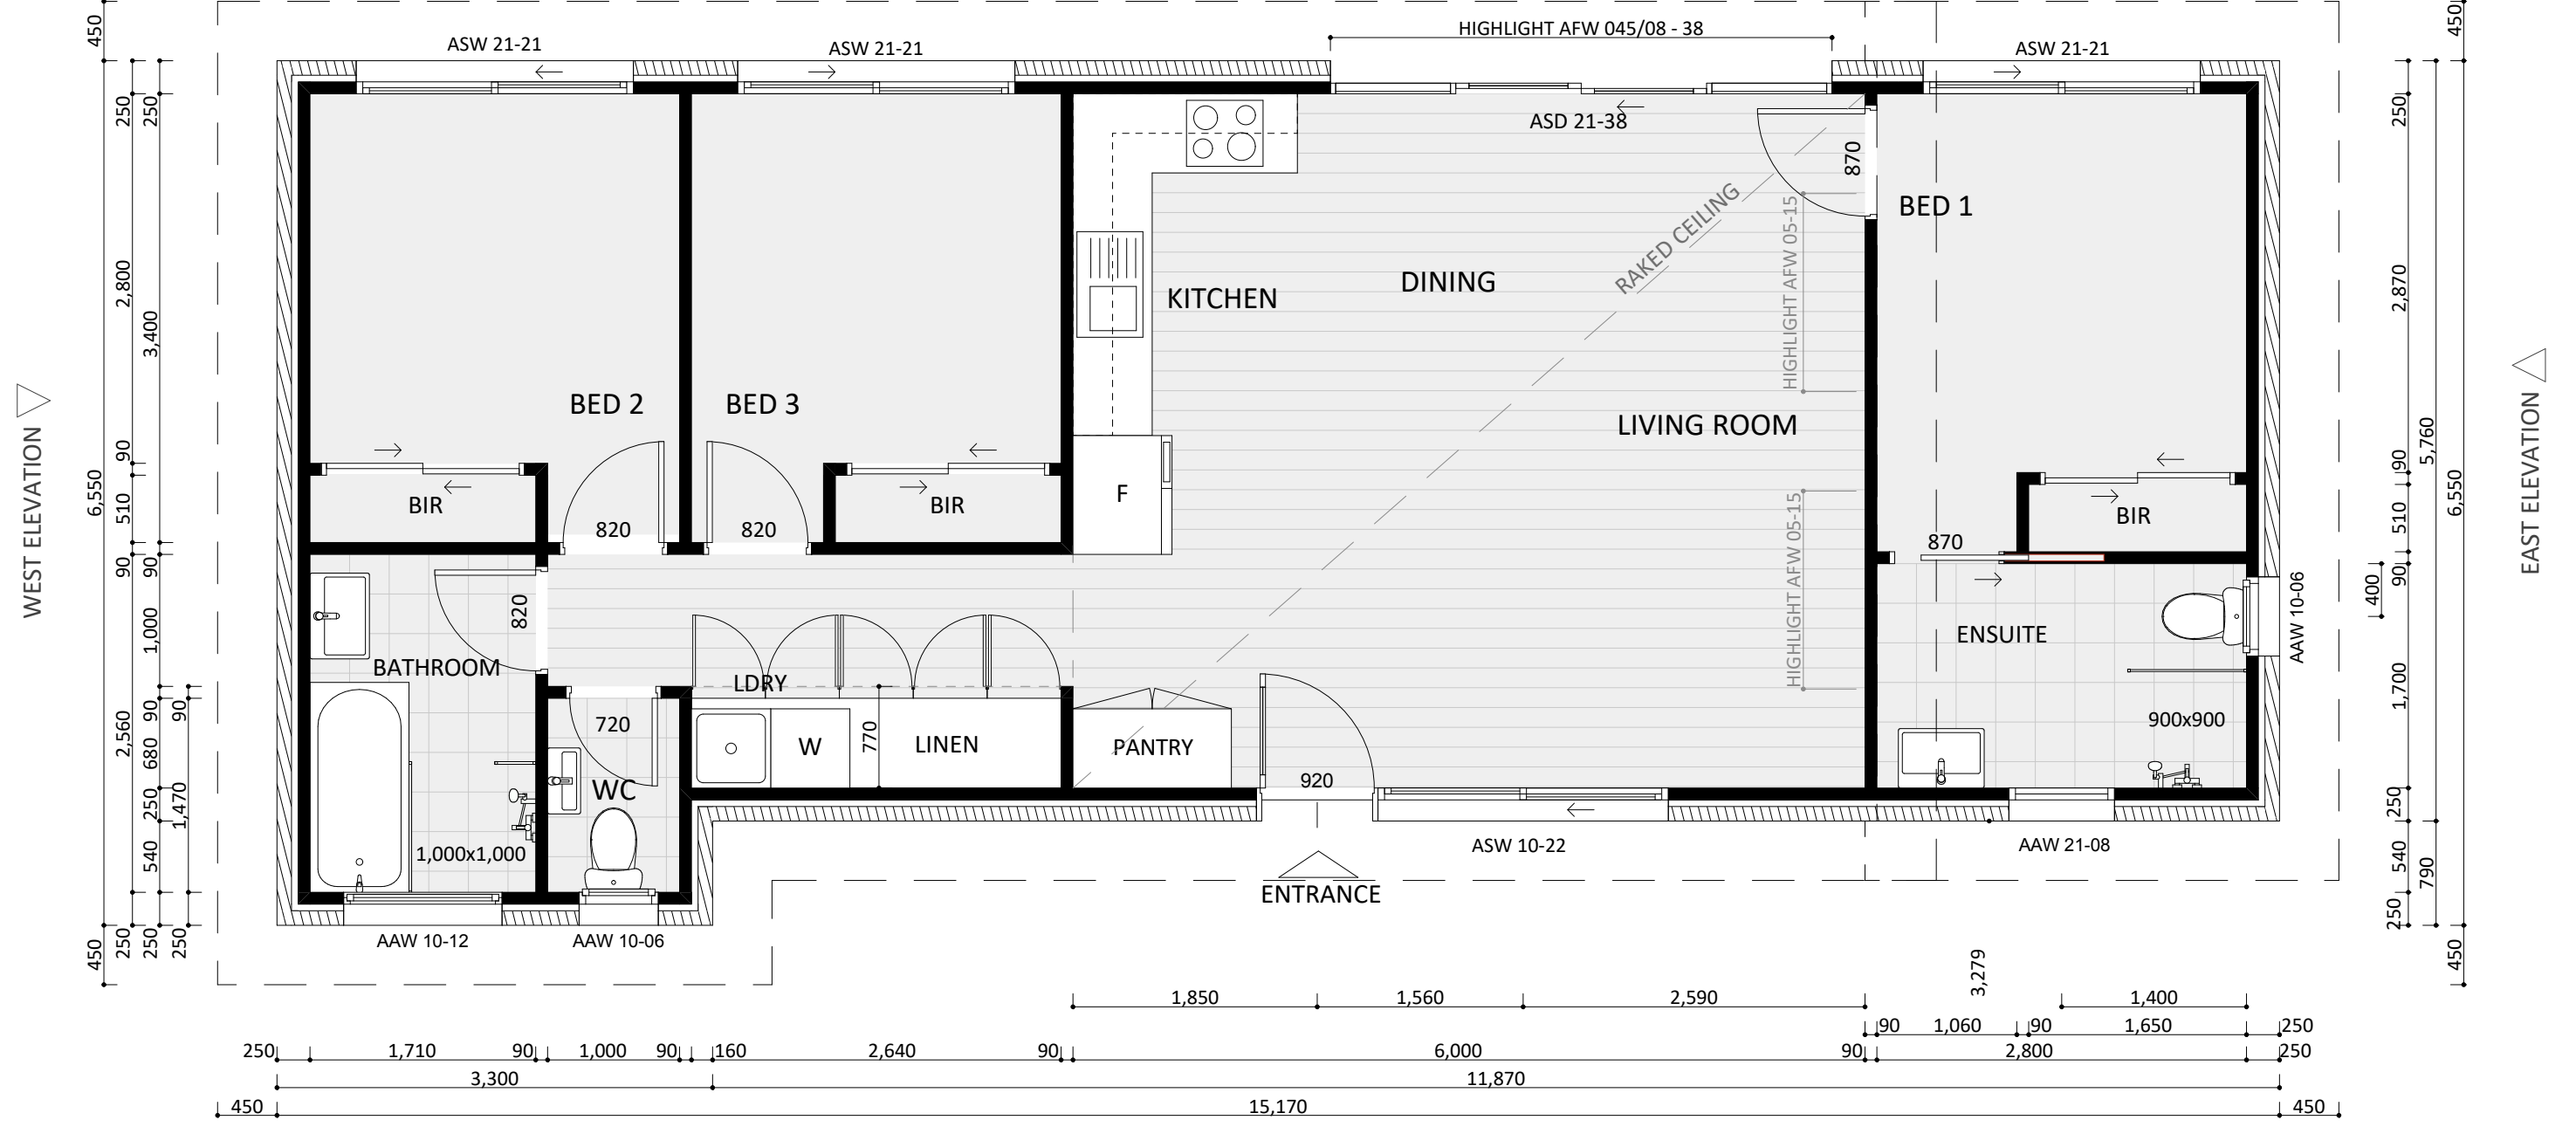 HIGHLIGHT AFW 045/08 - 38
ASW 21-21
ASW 21-21
ASW 21-21
ASD 21-38
870
BED 1
RAKED CEILING
HIGHLIGHT AFW 05-15
DINING
KITCHEN
BED 2
BED 3
LIVING ROOM
BIR
BIR
F
BIR
820
820
870
HIGHLIGHT AFW 05-15
820
BATHROOM
LDRY
ENSUITE
AAW 10-06
720
W
770
LINEN
PANTRY
900x900
WC
920
1,000x1,000
ASW 10-22
AAW 21-08
ENTRANCE
AAW 10-12
AAW 10-06
WEST ELEVATION
EAST ELEVATION
450
6,550
450
250
2,800
90
510
90
2,560
250
250
3,400
90
1,000
90
680
250
540
250
90
1,470
250
250
2,870
90
510
90
1,700
250
540
250
400
5,760
790
450
6,550
450
3,279
1,850
1,560
2,590
1,400
90
1,060
90
1,650
250
250
1,710
90
1,000
90
160
2,640
90
6,000
90
2,800
250
3,300
11,870
450
15,170
450